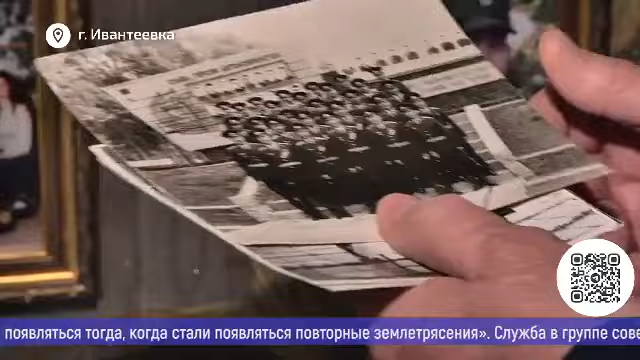 г. Ивантеевка
появляться тогда, когда стали появляться повторные землетрясения». Служба в группе сове